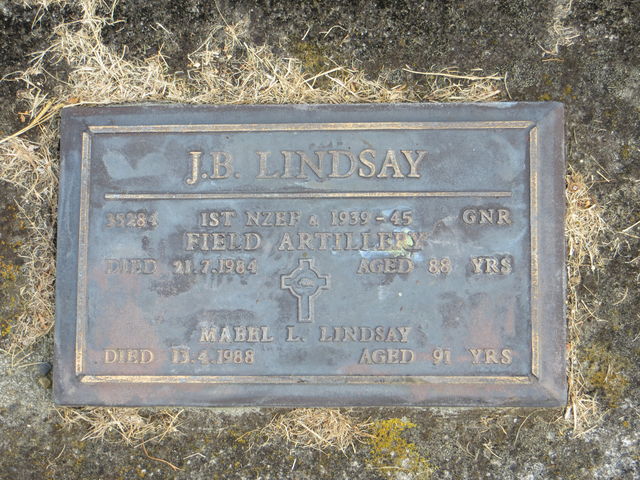 J.B. LINDSAY
35284 1ST NZEF & 1939-45 GNR
FIELD ARTILLERY
DIED 21.7.1984 AGED 88 YRS
MABEL L. LINDSAY
DIED 13.4.1988 AGED 91 YRS